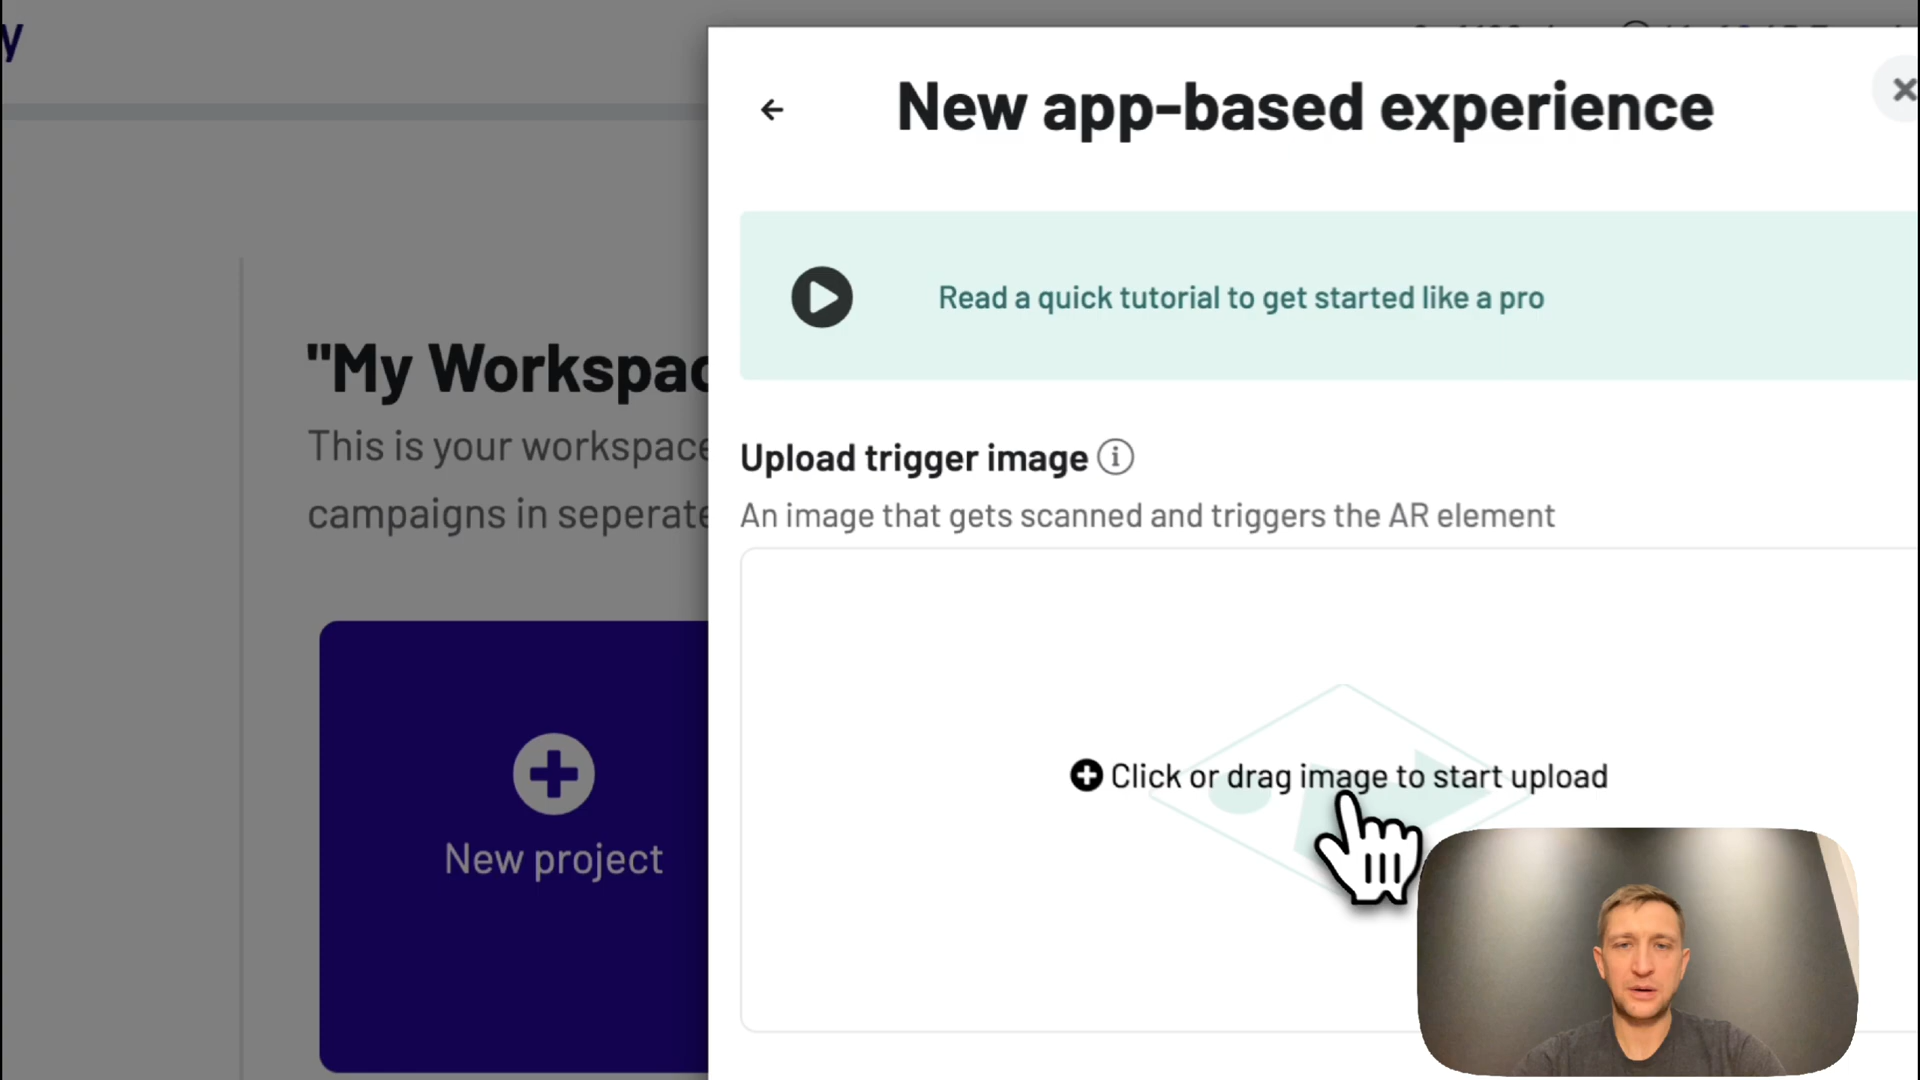 y
New app-based experience
Read a quick tutorial to get started like a pro
"My Workspac
This is your workspace
campaigns in seperate
Upload trigger image
An image that gets scanned and triggers the AR element
Click or drag image to start upload
New project